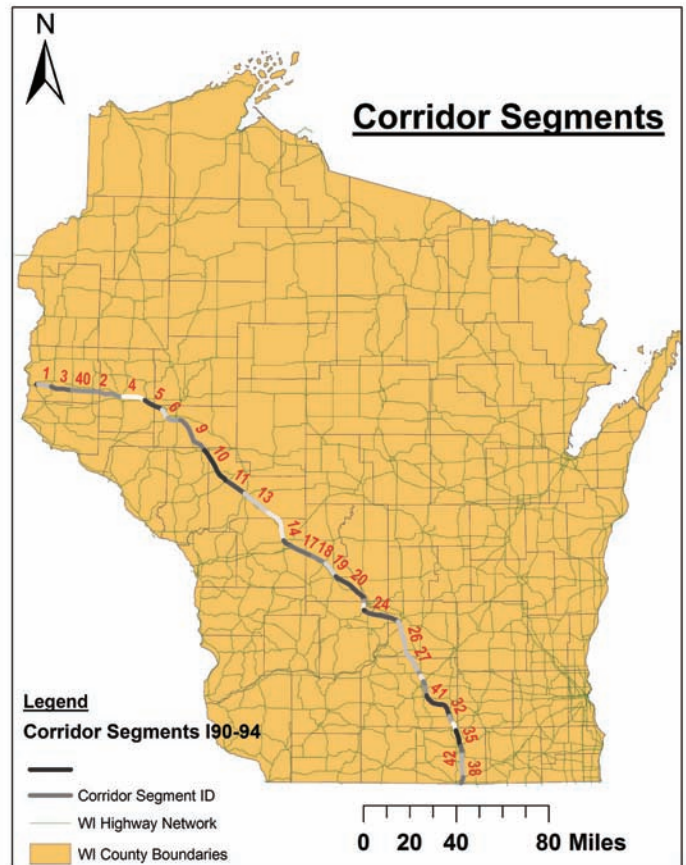 N
Corridor Segments
1 3 40 2 4 5 6 9 10 11 13 14 17 18 19 20 24 26 27 41 32 35 42 38
Legend
Corridor Segments I90-94
Corridor Segment ID
WI Highway Network
WI County Boundaries
0 20 40 80 Miles